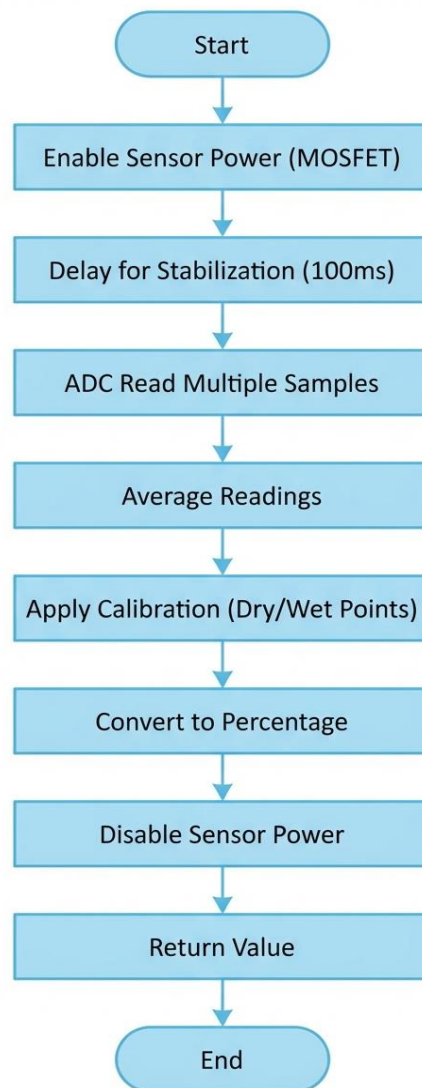 Start
Enable Sensor Power (MOSFET)
Delay for Stabilization (100ms)
ADC Read Multiple Samples
Average Readings
Apply Calibration (Dry/Wet Points)
Convert to Percentage
Disable Sensor Power
Return Value
End